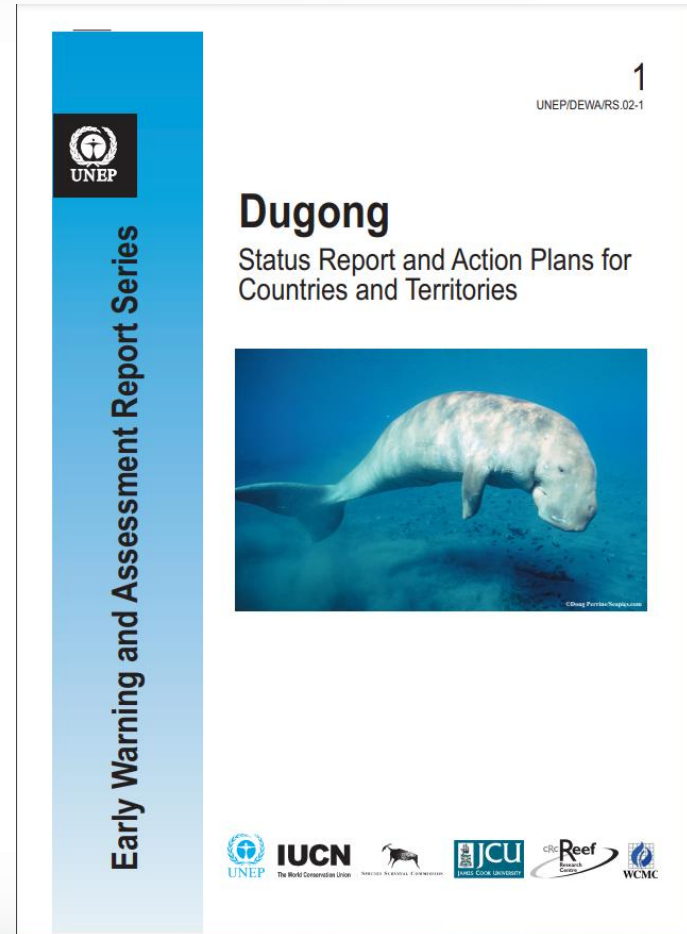 1
UNEP/DEWA/RS.02-1
UNEP
Early Warning and Assessment Report Series
Dugong
Status Report and Action Plans for
Countries and Territories
©Doug Perrine/Seapics.com
UNEP
IUCN
The World Conservation Union
SPECIES SURVIVAL COMMISSION
JCU
JAMES COOK UNIVERSITY
CRC Reef
Research
Centre
WCMC